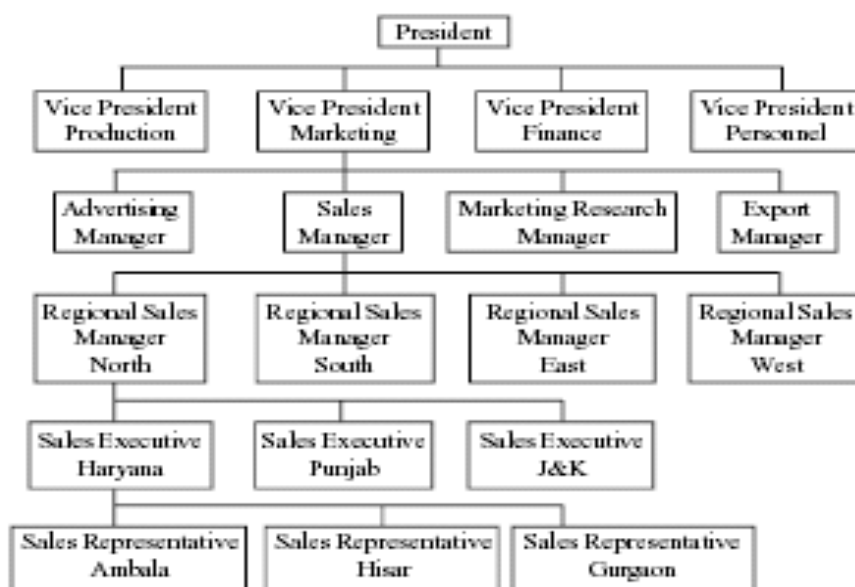 President
Vice President
Production
Vice President
Marketing
Vice President
Finance
Vice President
Personnel
Advertising
Manager
Sales
Manager
Marketing Research
Manager
Export
Manager
Regional Sales
Manager
North
Regional Sales
Manager
South
Regional Sales
Manager
East
Regional Sales
Manager
West
Sales Executive
Haryana
Sales Executive
Punjab
Sales Executive
J&K
Sales Representative
Ambala
Sales Representative
Hisar
Sales Representative
Gurgaon